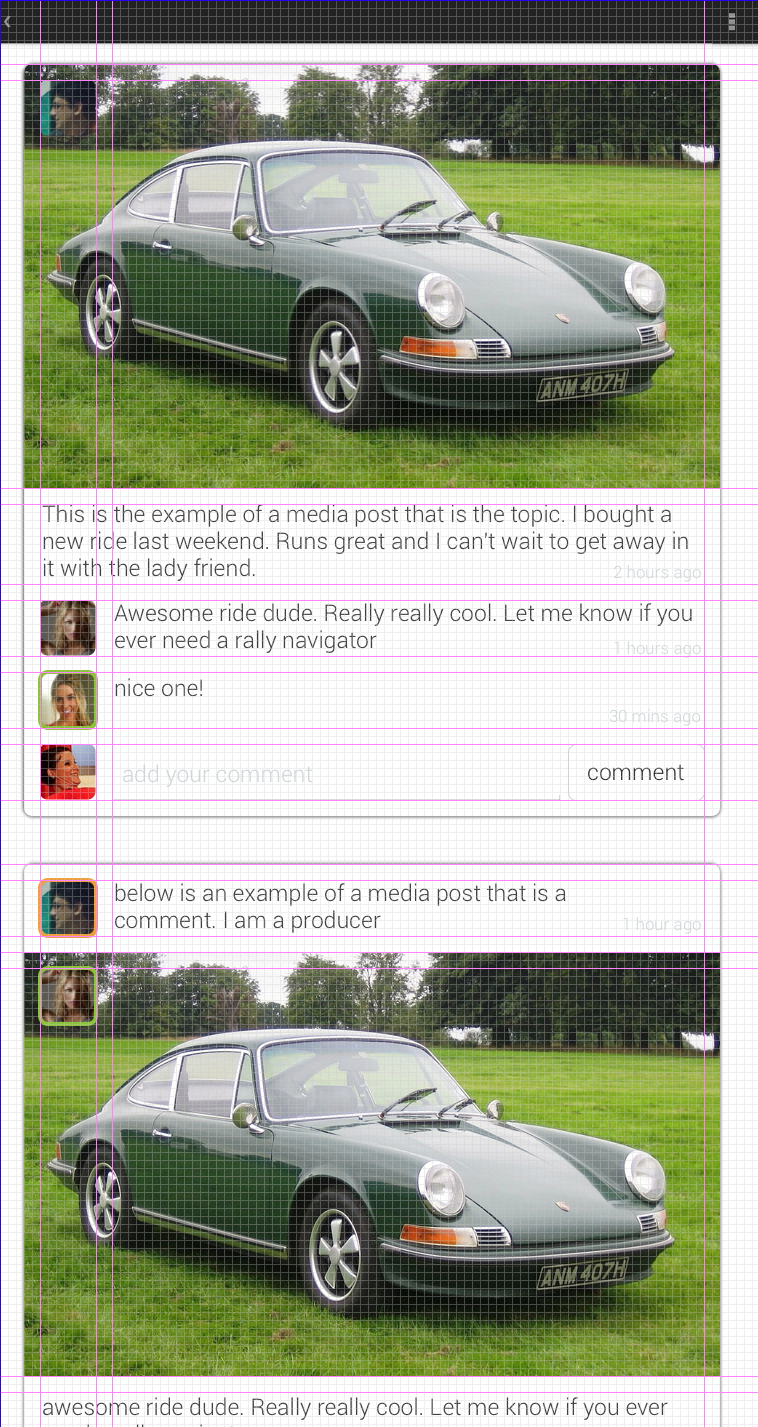 ANM 407H
This is the example of a media post that is the topic. I bought a
new ride last weekend. Runs great and I can't wait to get away in
it with the lady friend.
2 hours ago
Awesome ride dude. Really really cool. Let me know if you
ever need a rally navigator
1 hours ago
nice one!
30 mins ago
add your comment
comment
below is an example of a media post that is a
comment. I am a producer
1 hour ago
ANM 407H
awesome ride dude. Really really cool. Let me know if you ever